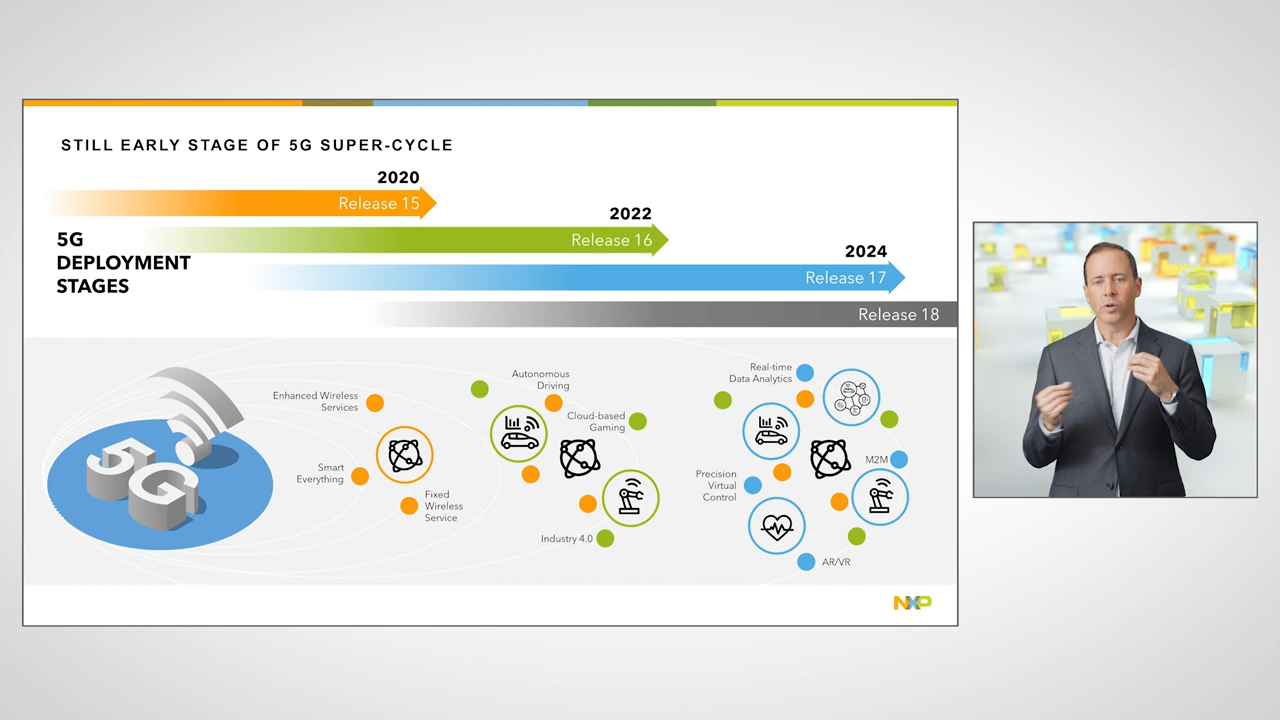 STILL EARLY STAGE OF 5G SUPER-CYCLE
2020
Release 15
2022
Release 16
5G
DEPLOYMENT
STAGES
2024
Release 17
Release 18
5G
Enhanced Wireless
Services
Smart
Everything
Fixed
Wireless
Service
Autonomous
Driving
Cloud-based
Gaming
Industry 4.0
Real-time
Data Analytics
M2M
Precision
Virtual
Control
AR/VR
NXP